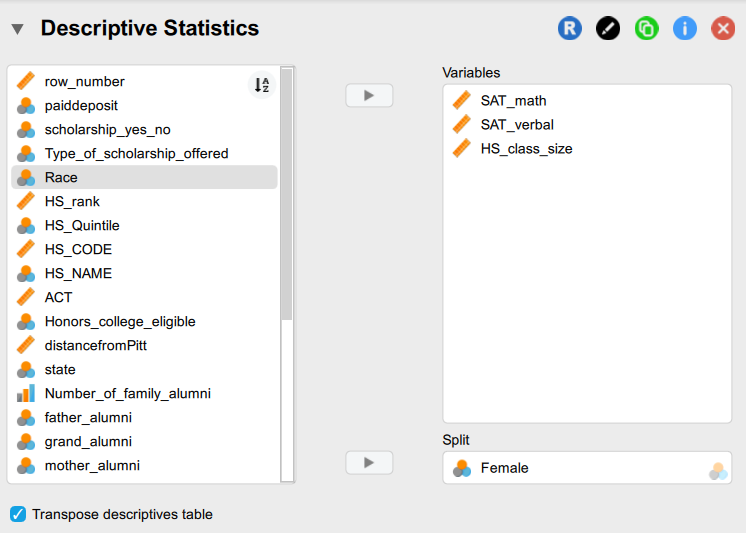 Descriptive Statistics
R
i
row_number
A
Z
paiddeposit
scholarship_yes_no
Type_of_scholarship_offered
Race
HS_rank
HS_Quintile
HS_CODE
HS_NAME
ACT
Honors_college_eligible
distancefromPitt
state
Number_of_family_alumni
father_alumni
grand_alumni
mother_alumni
Variables
SAT_math
SAT_verbal
HS_class_size
Split
Female
Transpose descriptives table